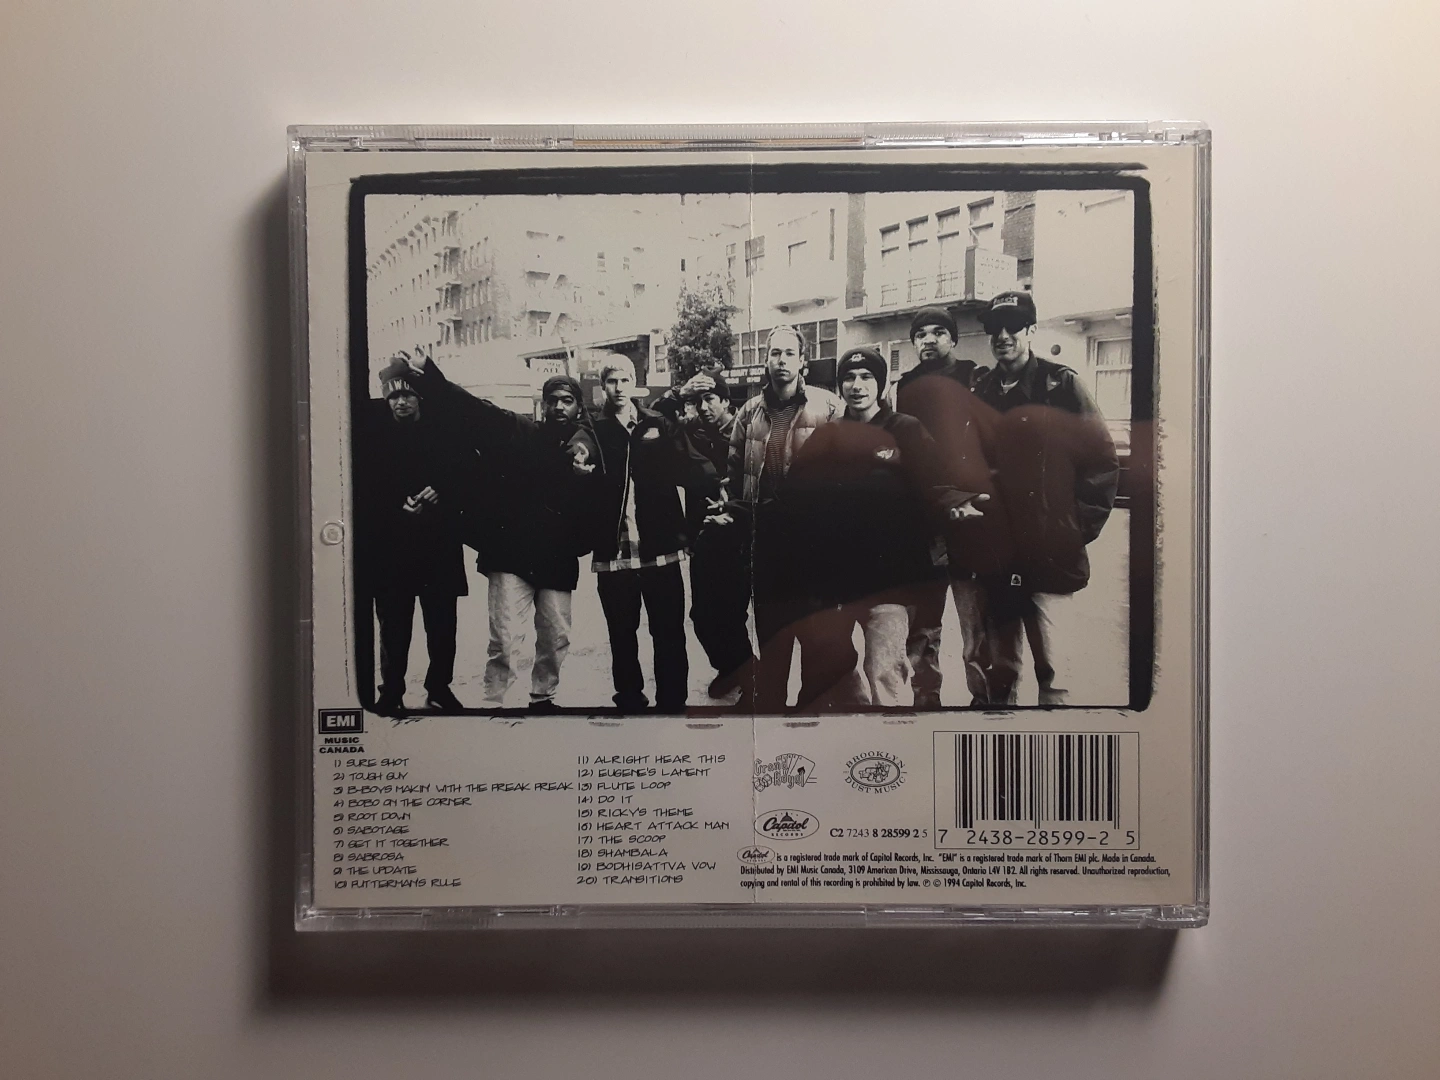 EMI
MUSIC
CANADA
1) SURE SHOT
2) TOUGH GUY
3) B-BOYS MAKIN' WITH THE FREAK FREAK
4) BOBO ON THE CORNER
5) ROOT DOWN
6) SABOTAGE
7) GET IT TOGETHER
8) SABROSA
9) THE UPDATE
10) FUTTERMAN'S RULE
11) ALRIGHT HEAR THIS
12) EUGENE'S LAMENT
13) FLUTE LOOP
14) DO IT
15) RICKY'S THEME
16) HEART ATTACK MAN
17) THE SCOOP
18) SHAMBALA
19) BODHISATTVA VOW
20) TRANSITIONS
Grand
Royal
BROOKLYN
DUST MUSIC
Capitol
RECORDS
C2 7243 8 28599 2 5
7 2438-28599-2 5
Capitol is a registered trade mark of Capitol Records, Inc. "EMI" is a registered trade mark of Thorn EMI plc. Made in Canada.
Distributed by EMI Music Canada, 3109 American Drive, Mississauga, Ontario L4V 1B2. All rights reserved. Unauthorized reproduction,
copying and rental of this recording is prohibited by law. ℗ © 1994 Capitol Records, Inc.